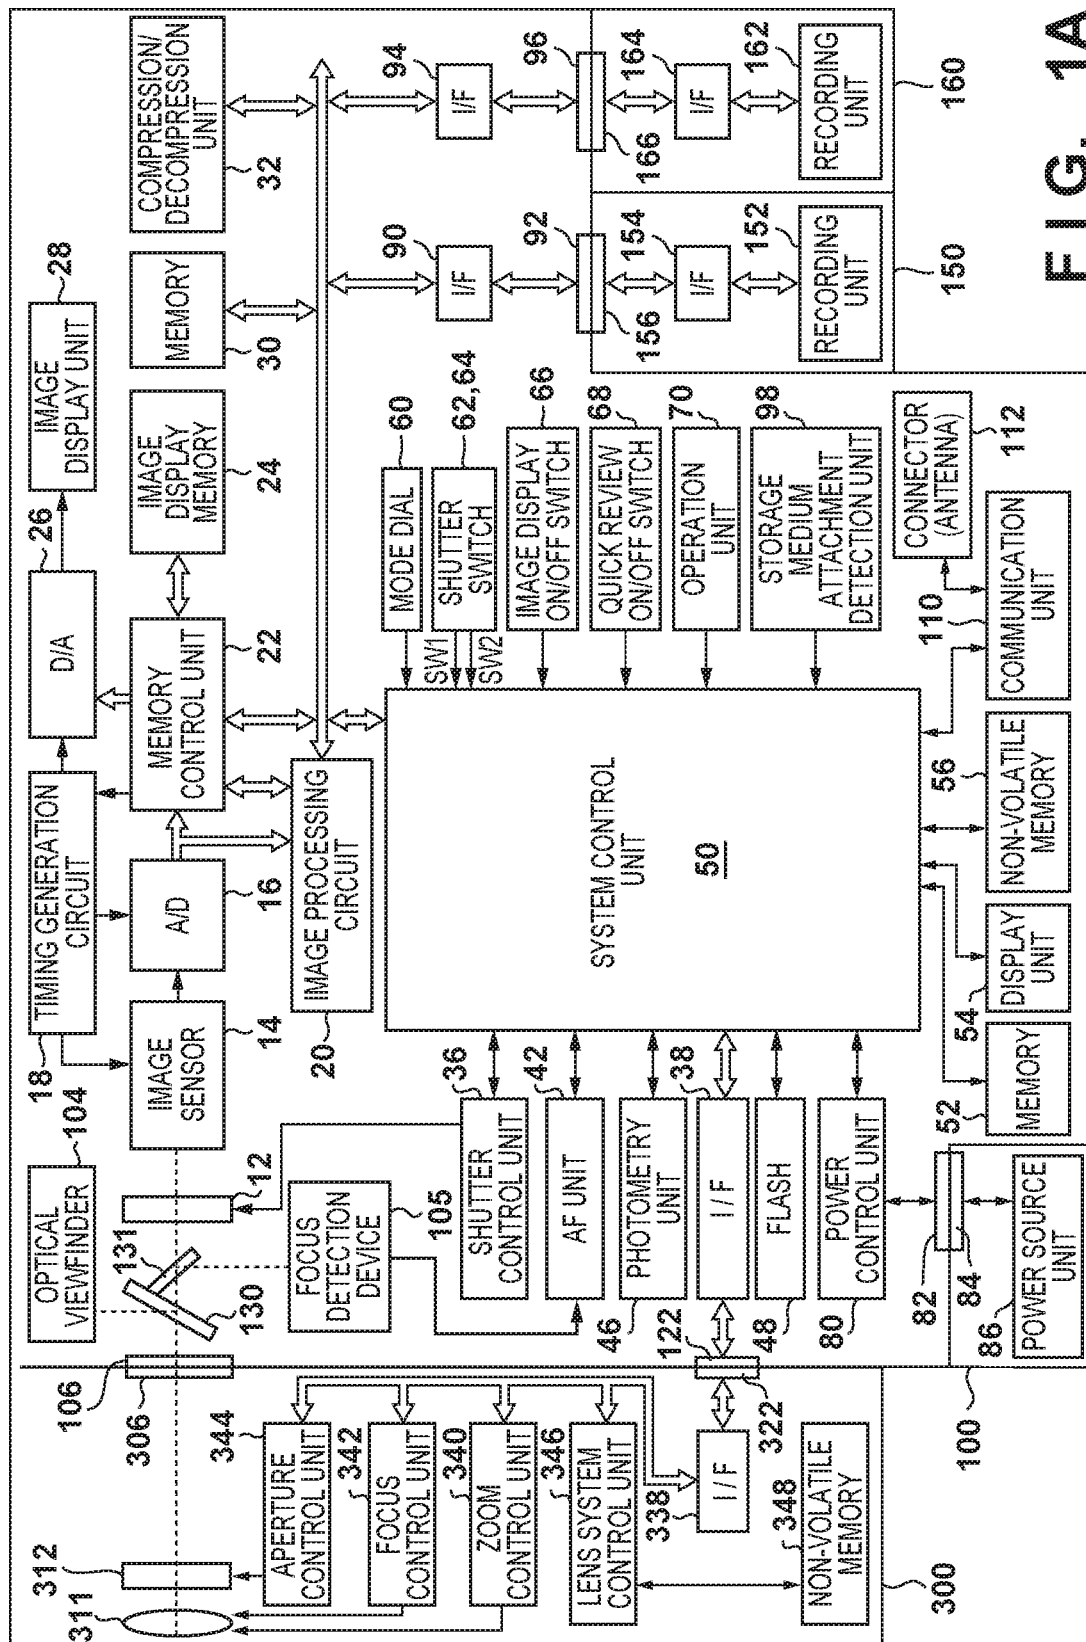 FIG. 1A
OPTICAL
VIEWFINDER
104
18
TIMING GENERATION
CIRCUIT
26
D/A
IMAGE
DISPLAY UNIT
28
IMAGE
SENSOR
14
A/D
16
MEMORY
CONTROL UNIT
22
IMAGE
DISPLAY
MEMORY
24
MEMORY
30
COMPRESSION/
DECOMPRESSION
UNIT
32
311
312
106
306
130
131
12
20
IMAGE PROCESSING
CIRCUIT
FOCUS
DETECTION
DEVICE
105
APERTURE
CONTROL UNIT
344
FOCUS
CONTROL UNIT
342
ZOOM
CONTROL UNIT
340
LENS SYSTEM
CONTROL UNIT
346
338
I/F
NON-VOLATILE
MEMORY
348
300
122
322
100
SHUTTER
CONTROL UNIT
36
AF UNIT
42
PHOTOMETRY
UNIT
46
I/F
38
FLASH
48
POWER
CONTROL UNIT
80
82
84
86
POWER SOURCE
UNIT
SYSTEM CONTROL
UNIT
50
MODE DIAL
60
SHUTTER
SWITCH
62,64
SW1
SW2
IMAGE DISPLAY
ON/OFF SWITCH
66
QUICK REVIEW
ON/OFF SWITCH
68
OPERATION
UNIT
70
STORAGE
MEDIUM
ATTACHMENT
DETECTION UNIT
98
52
MEMORY
54
DISPLAY
UNIT
56
NON-VOLATILE
MEMORY
110
COMMUNICATION
UNIT
CONNECTOR
(ANTENNA)
112
90
I/F
92
156
154
I/F
152
RECORDING
UNIT
150
94
I/F
96
166
164
I/F
162
RECORDING
UNIT
160